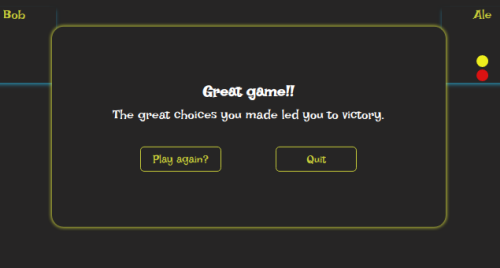 Bob
Ale
Great game!!
The great choices you made led you to victory.
Play again?
Quit